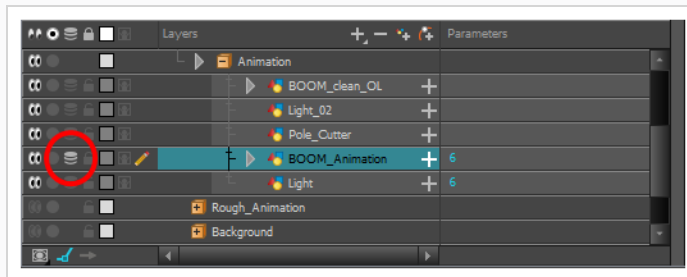 Layers Parameters
Animation
BOOM_clean_OL
Light_02
Pole_Cutter
BOOM_Animation 6
Light 6
Rough_Animation
Background